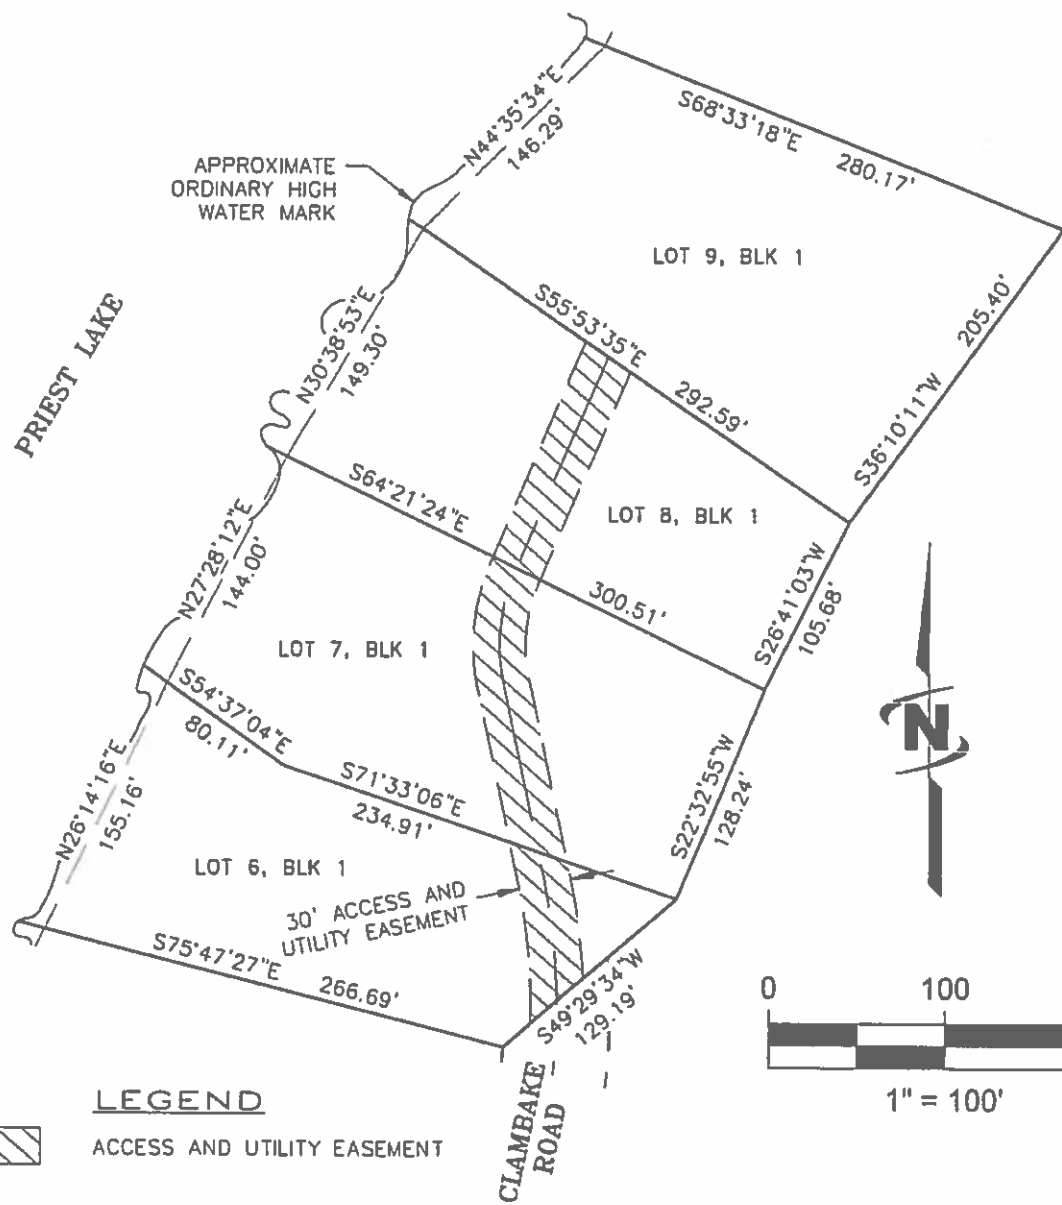 S68°33'18"E
280.17'
N44°35'34"E
146.29'
APPROXIMATE
ORDINARY HIGH
WATER MARK
LOT 9, BLK 1
205.40'
S36°10'11"W
PRIEST LAKE
S55°53'35"E
292.59'
N30°38'53"E
149.30'
S64°21'24"E
300.51'
LOT 8, BLK 1
S26°41'03"W
105.68'
N27°28'12"E
144.00'
LOT 7, BLK 1
S54°37'04"E
80.11'
S71°33'06"E
234.91'
S22°32'55"W
128.24'
N
N26°14'16"E
155.16'
LOT 6, BLK 1
30' ACCESS AND
UTILITY EASEMENT
S75°47'27"E
266.69'
S49°29'34"W
129.19'
0 100
1" = 100'
CLAMBAKE
ROAD
LEGEND
ACCESS AND UTILITY EASEMENT